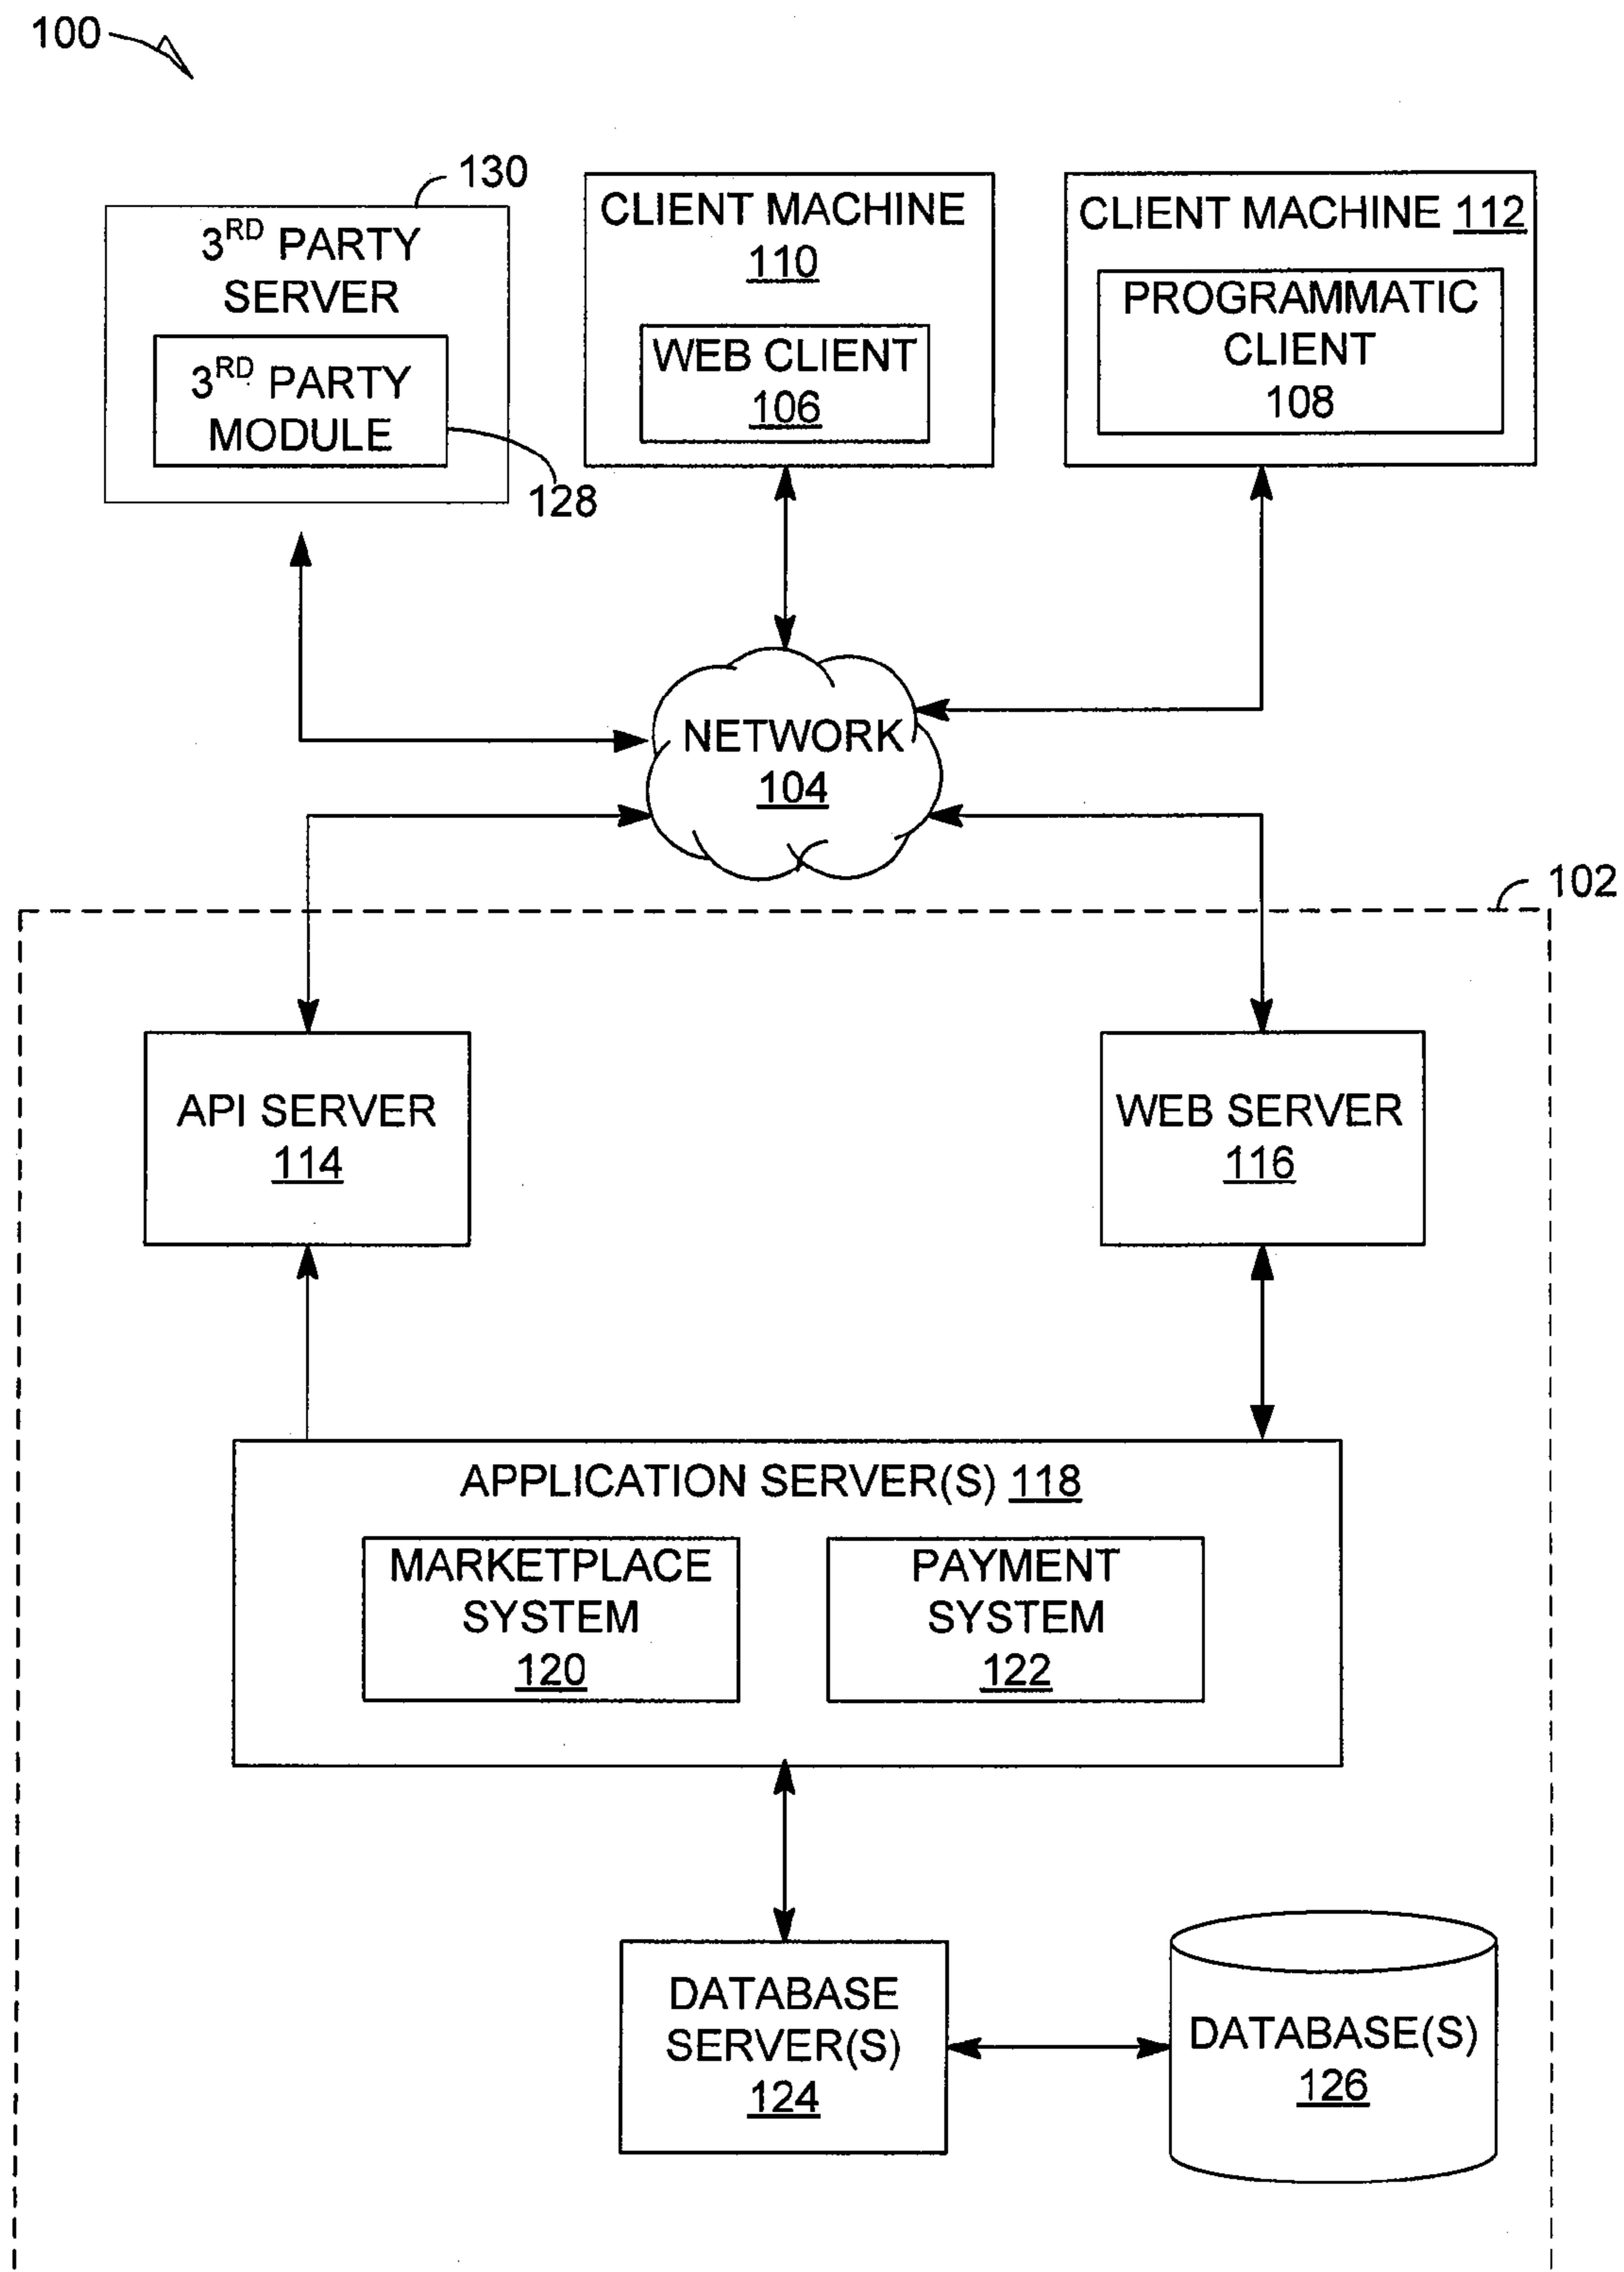 100
130
3RD PARTY
SERVER
3RD PARTY
MODULE
128
CLIENT MACHINE
110
WEB CLIENT
106
CLIENT MACHINE 112
PROGRAMMATIC
CLIENT
108
NETWORK
104
102
API SERVER
114
WEB SERVER
116
APPLICATION SERVER(S) 118
MARKETPLACE
SYSTEM
120
PAYMENT
SYSTEM
122
DATABASE
SERVER(S)
124
DATABASE(S)
126